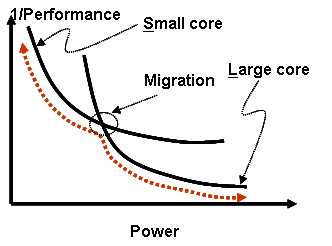 1/Performance
Small core
Migration
Large core
Power